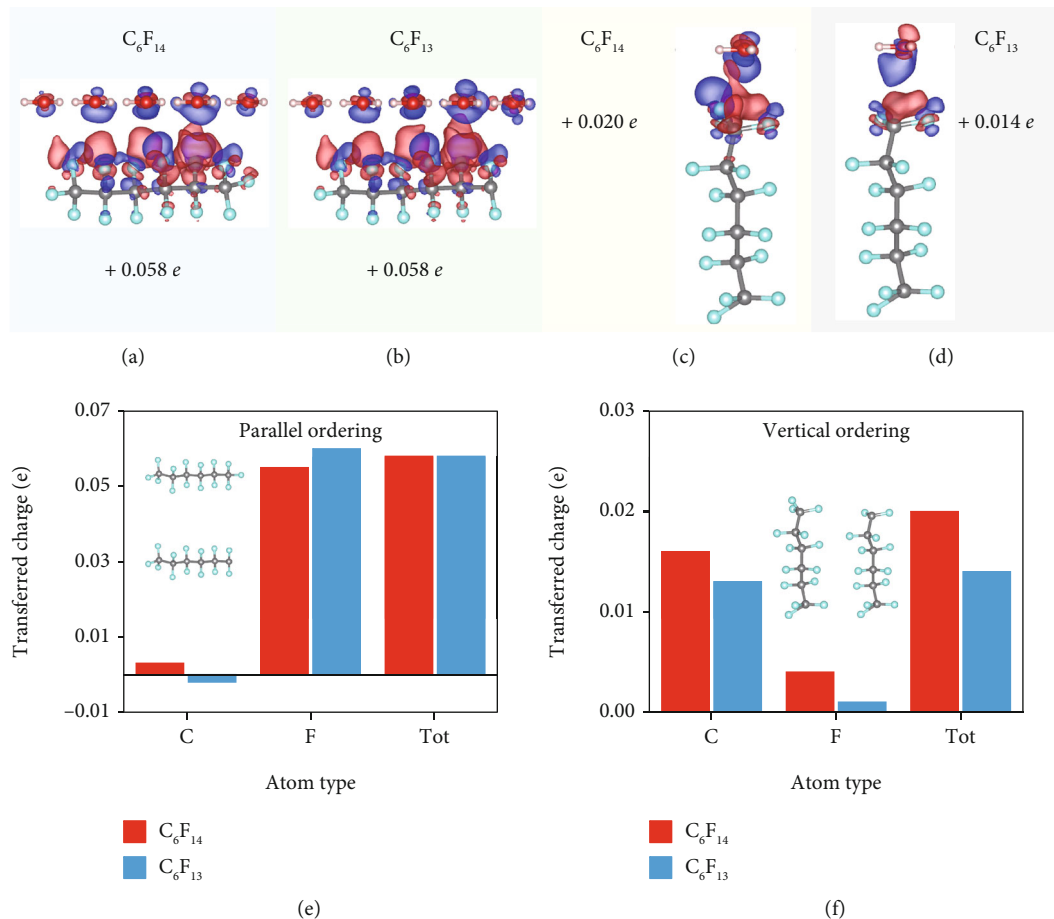 C₆F₁₄
C₆F₁₃
C₆F₁₄
C₆F₁₃
+ 0.020 e
+ 0.014 e
+ 0.058 e
+ 0.058 e
(a)
(b)
(c)
(d)
0.07
0.05
0.03
0.01
−0.01
Transferred charge (e)
Parallel ordering
C
F
Tot
Atom type
C₆F₁₄
C₆F₁₃
(e)
0.03
0.02
0.01
0.00
Transferred charge (e)
Vertical ordering
C
F
Tot
Atom type
C₆F₁₄
C₆F₁₃
(f)